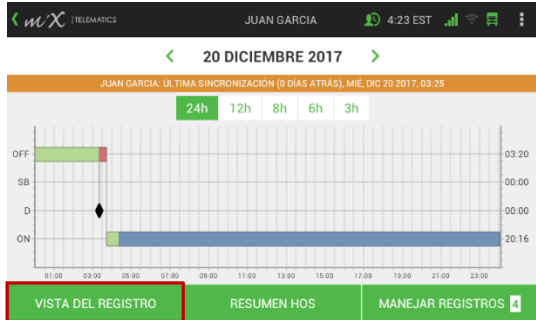 miX TELEMATICS JUAN GARCIA 4:23 EST
20 DICIEMBRE 2017
JUAN GARCIA: ÚLTIMA SINCRONIZACIÓN (0 DÍAS ATRÁS), MIÉ, DIC 20 2017, 03:25
24h 12h 8h 6h 3h
OFF 03:20
SB 00:00
D 00:00
ON 20:16
01:00 03:00 05:00 07:00 09:00 11:00 13:00 15:00 17:00 19:00 21:00 23:00
VISTA DEL REGISTRO RESUMEN HOS MANEJAR REGISTROS 4